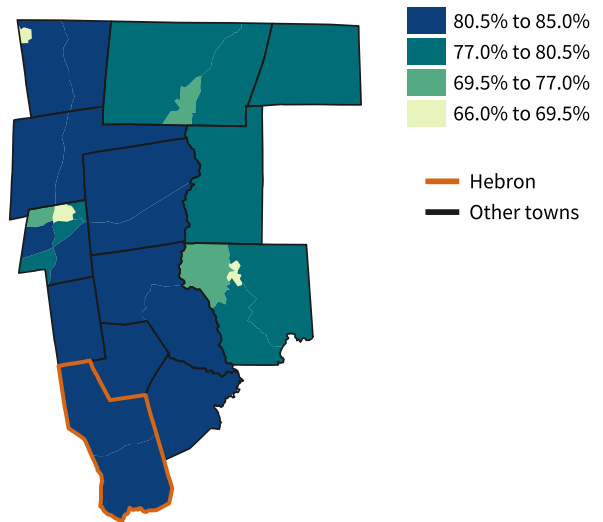 80.5% to 85.0%
77.0% to 80.5%
69.5% to 77.0%
66.0% to 69.5%
Hebron
Other towns